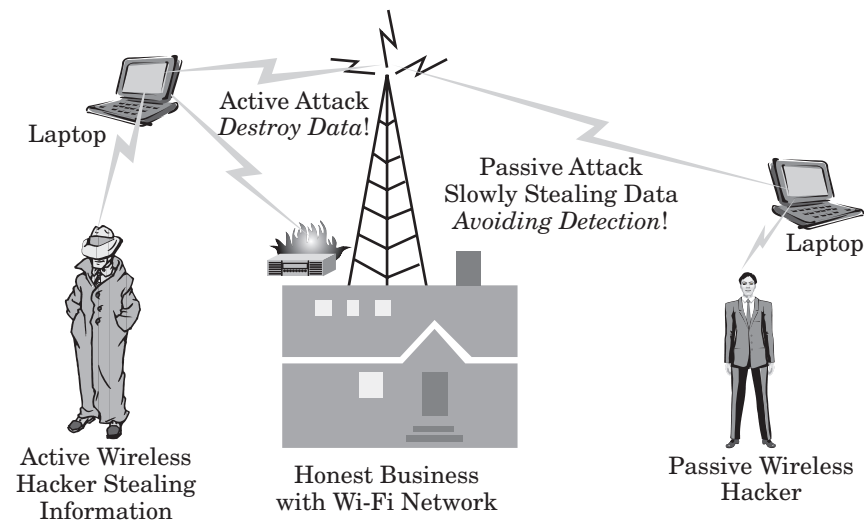 Active Attack
Destroy Data!
Laptop
Passive Attack
Slowly Stealing Data
Avoiding Detection!
Laptop
Active Wireless
Hacker Stealing
Information
Honest Business
with Wi-Fi Network
Passive Wireless
Hacker